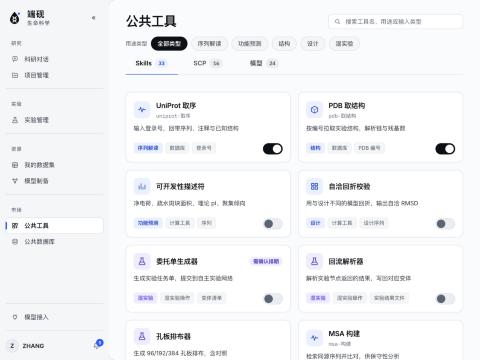 端砚
生命科学
«
研究
科研对话
项目管理
实验
实验管理
资源
我的数据集
模型制备
市场
公共工具
公共数据库
模型接入
Z ZHANG
公共工具
搜索工具名、用途或输入类型
用途类型 全部类型 序列解读 功能预测 结构 设计 湿实验
Skills 33 SCP 16 模型 24
UniProt 取序
uniprot·取序
输入登录号，回带序列、注释与已知结构
序列解读 数据库 登录号
PDB 取结构
pdb·取结构
按编号拉取实验结构，解析链与残基数
结构 数据库 PDB 编号
可开发性描述符
净电荷、疏水斑块面积、理论 pI，聚集倾向
功能预测 计算工具 序列
自洽回折校验
用与设计不同的模型回折，输出自洽 RMSD
设计 计算工具 设计序列
委托单生成器
需确认排期
生成实验任务单，提交到自主实验网络
湿实验 湿实验操作 变体清单
回流解析器
解析实验节点返回的结果，写回对应变体
湿实验 湿实验操作 实验结果文件
孔板排布器
生成 96/192/384 孔板排布，含对照
MSA 构建
msa·构建
检索同源序列并比对，供保守性分析